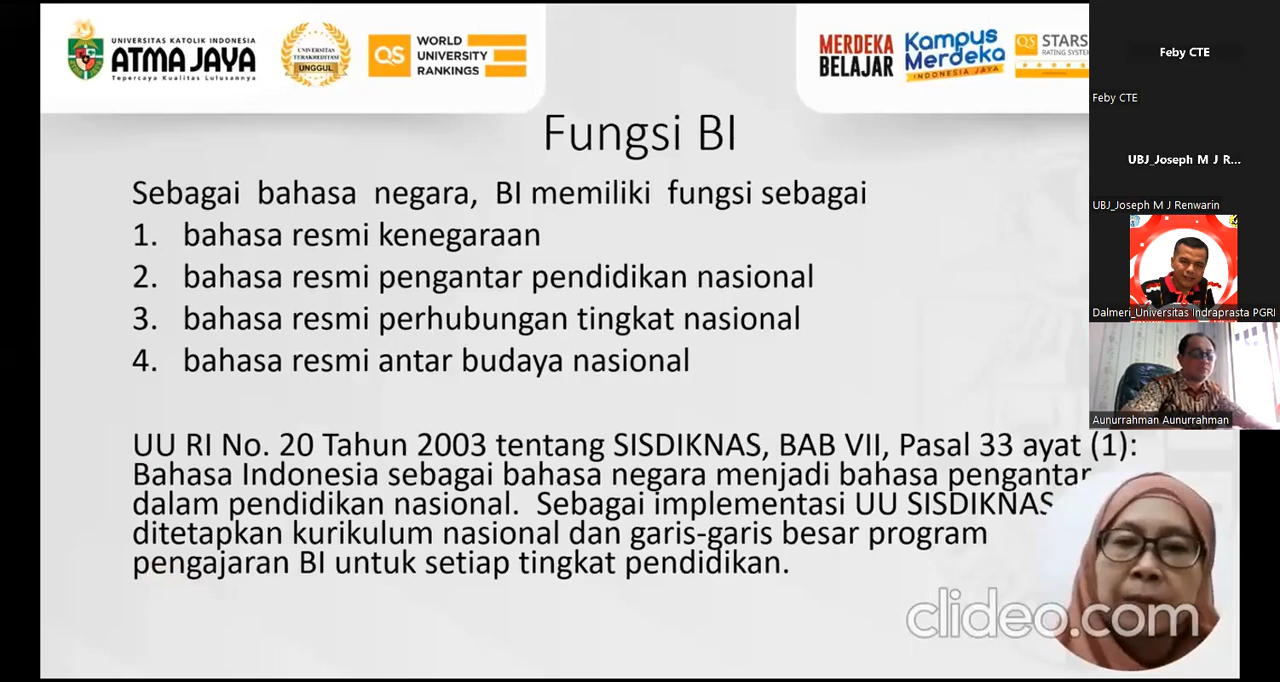 UNIVERSITAS KATOLIK INDONESIA
ATMA JAYA
Tepercaya Kualitas Lulusannya
UNIVERSITAS
TERAKREDITASI
UNGGUL
QS
WORLD
UNIVERSITY
RANKINGS
MERDEKA
BELAJAR
Kampus
Merdeka
INDONESIA JAYA
QS
STARS
RATING SYSTEM
Fungsi BI
Sebagai bahasa negara, BI memiliki fungsi sebagai
1. bahasa resmi kenegaraan
2. bahasa resmi pengantar pendidikan nasional
3. bahasa resmi perhubungan tingkat nasional
4. bahasa resmi antar budaya nasional
UU RI No. 20 Tahun 2003 tentang SISDIKNAS, BAB VII, Pasal 33 ayat (1):
Bahasa Indonesia sebagai bahasa negara menjadi bahasa pengantar
dalam pendidikan nasional. Sebagai implementasi UU SISDIKNAS
ditetapkan kurikulum nasional dan garis-garis besar program
pengajaran BI untuk setiap tingkat pendidikan.
Feby CTE
Feby CTE
UBJ_Joseph M J R...
UBJ_Joseph M J Renwarin
Dalmeri_Universitas Indraprasta PGRI
Aunurrahman Aunurrahman
clideo.com